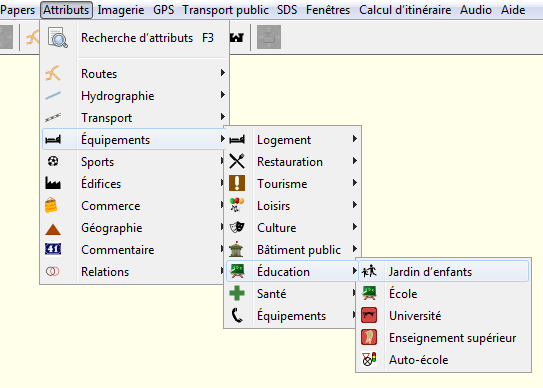 Papers Attributs Imagerie GPS Transport public SDS Fenêtres Calcul d'itinéraire Audio Aide
Recherche d'attributs F3
Routes
Hydrographie
Transport
Équipements
Sports
Édifices
Commerce
Géographie
Commentaire
Relations
Logement
Restauration
Tourisme
Loisirs
Culture
Bâtiment public
Éducation
Santé
Équipements
Jardin d'enfants
École
Université
Enseignement supérieur
Auto-école